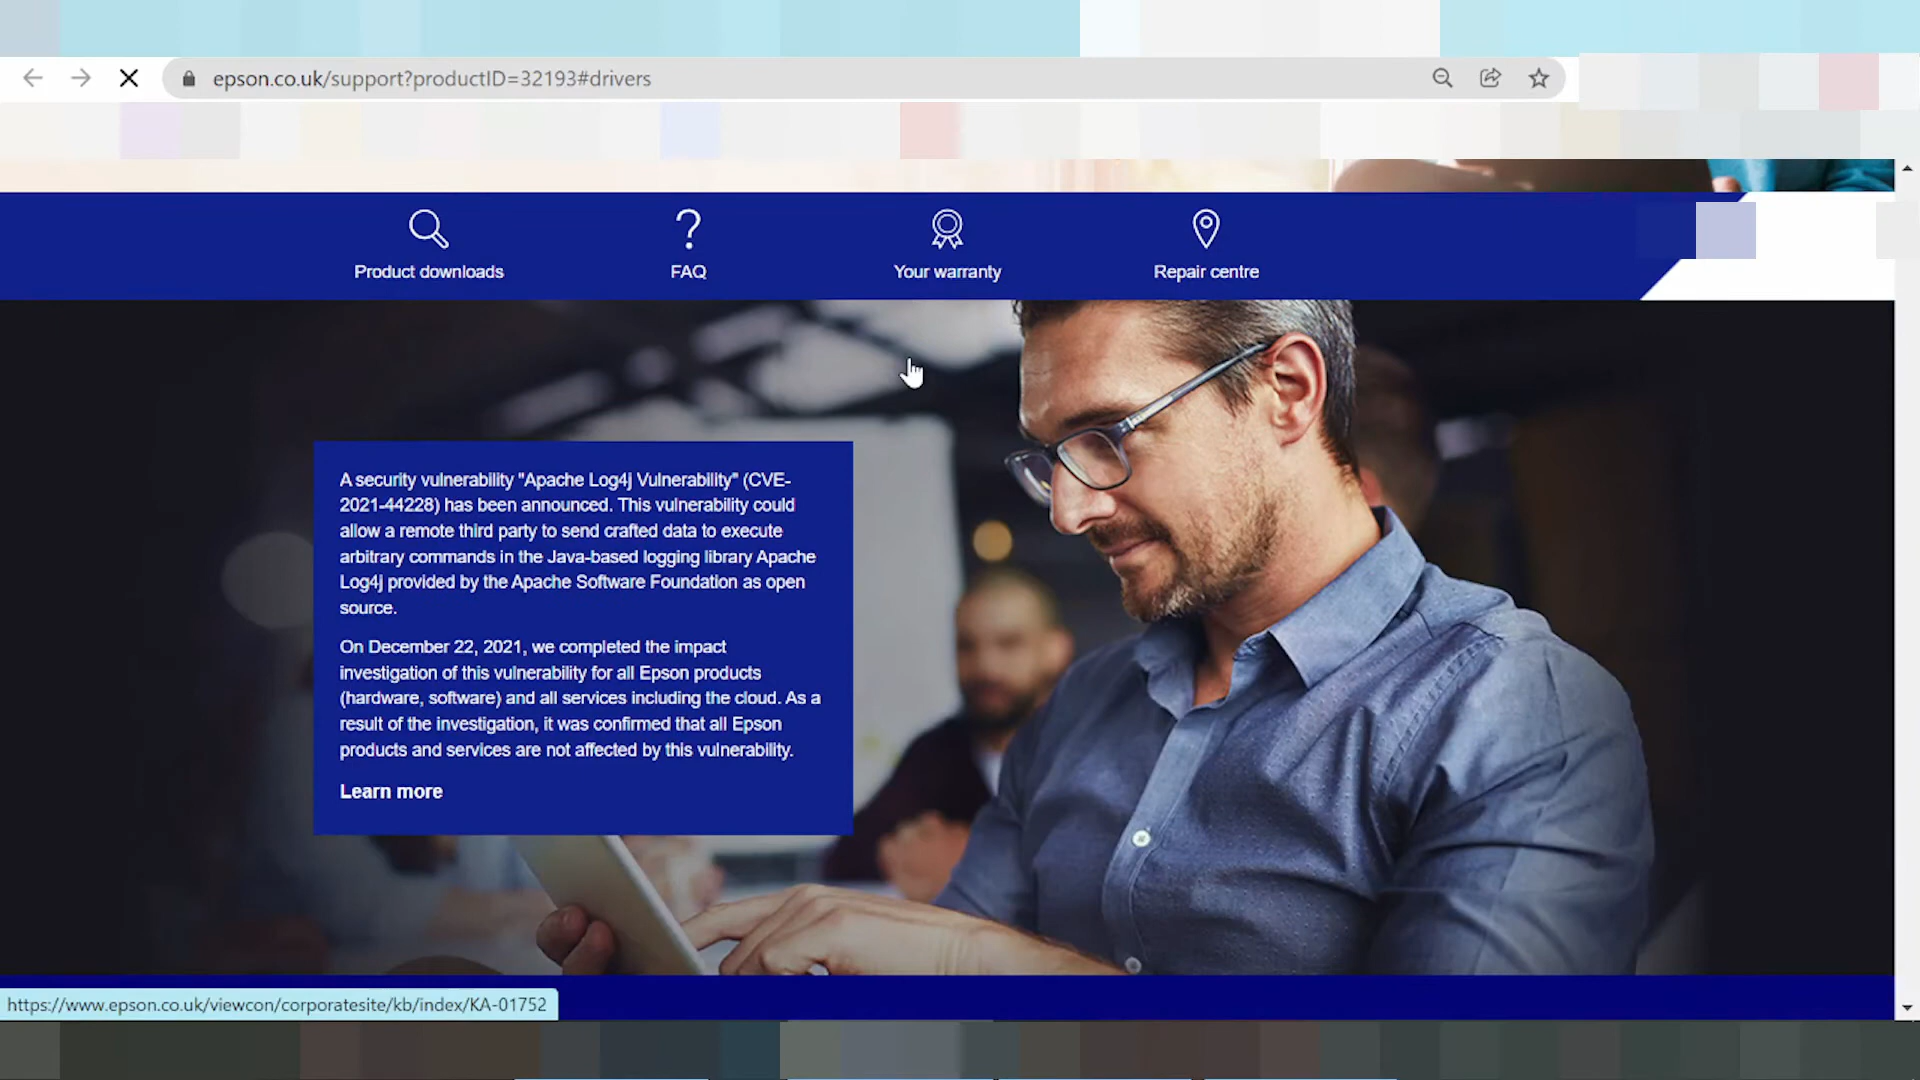 epson.co.uk/support?productID=32193#drivers
Product downloads
FAQ
Your warranty
Repair centre
A security vulnerability "Apache Log4j Vulnerability" (CVE-
2021-44228) has been announced. This vulnerability could
allow a remote third party to send crafted data to execute
arbitrary commands in the Java-based logging library Apache
Log4j provided by the Apache Software Foundation as open
source.
On December 22, 2021, we completed the impact
investigation of this vulnerability for all Epson products
(hardware, software) and all services including the cloud. As a
result of the investigation, it was confirmed that all Epson
products and services are not affected by this vulnerability.
Learn more
https://www.epson.co.uk/viewcon/corporatesite/kb/index/KA-01752